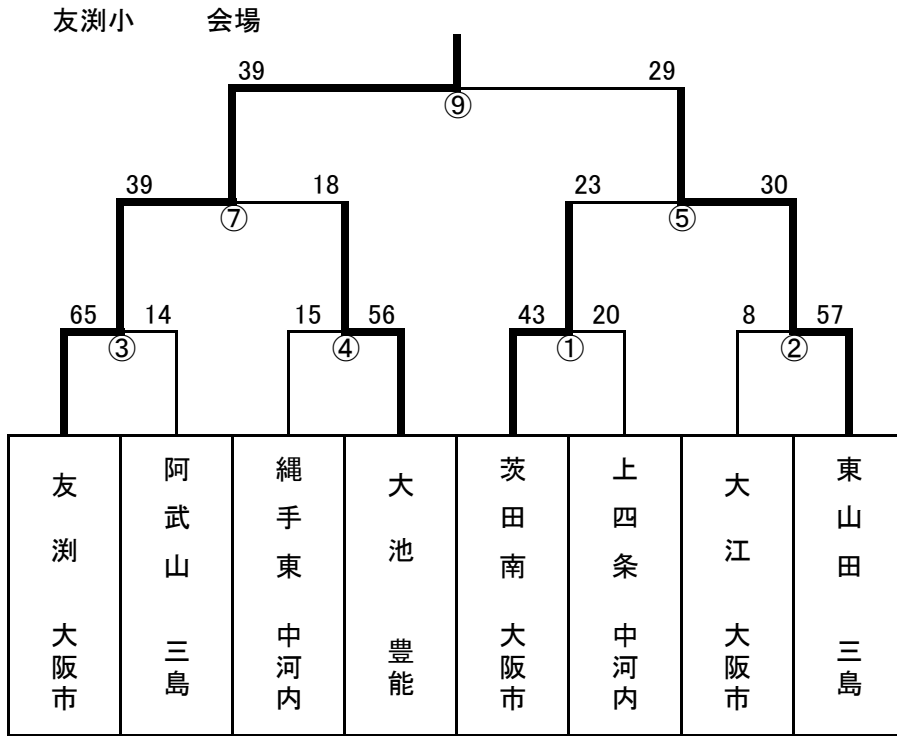 友渕小 会場
39 29
⑨
39 18 23 30
⑦ ⑤
65 14 15 56 43 20 8 57
③ ④ ① ②
友渕 大阪市
阿武山 三島
縄手東 中河内
大池 豊能
茨田南 大阪市
上四条 中河内
大江 大阪市
東山田 三島